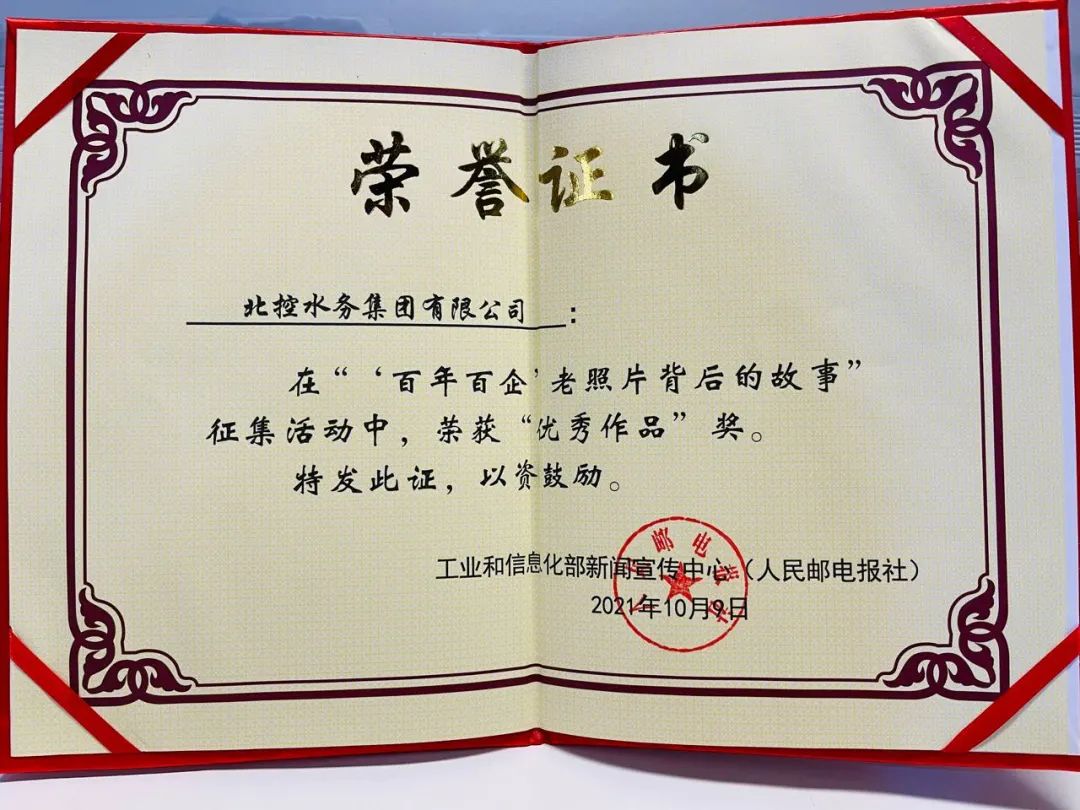 荣誉证书
北控水务集团有限公司：
在“‘百年百企’老照片背后的故事”
征集活动中，荣获“优秀作品”奖。
特发此证，以资鼓励。
工业和信息化部新闻宣传中心（人民邮电报社）
2021年10月9日
邮电报社